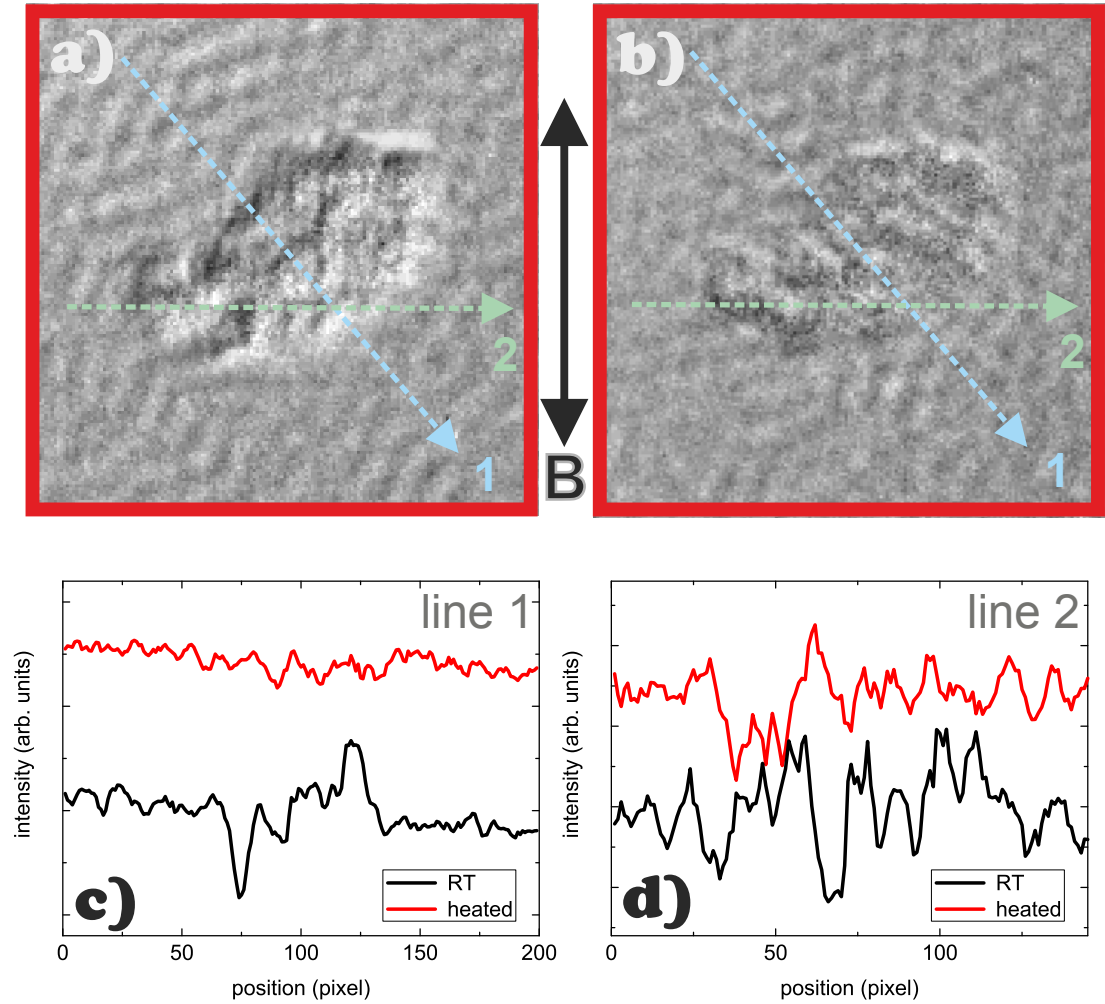 a)
b)
2
1
B
2
1
line 1
intensity (arb. units)
RT
heated
c)
0
50
100
150
200
position (pixel)
line 2
intensity (arb. units)
RT
heated
d)
0
50
100
position (pixel)